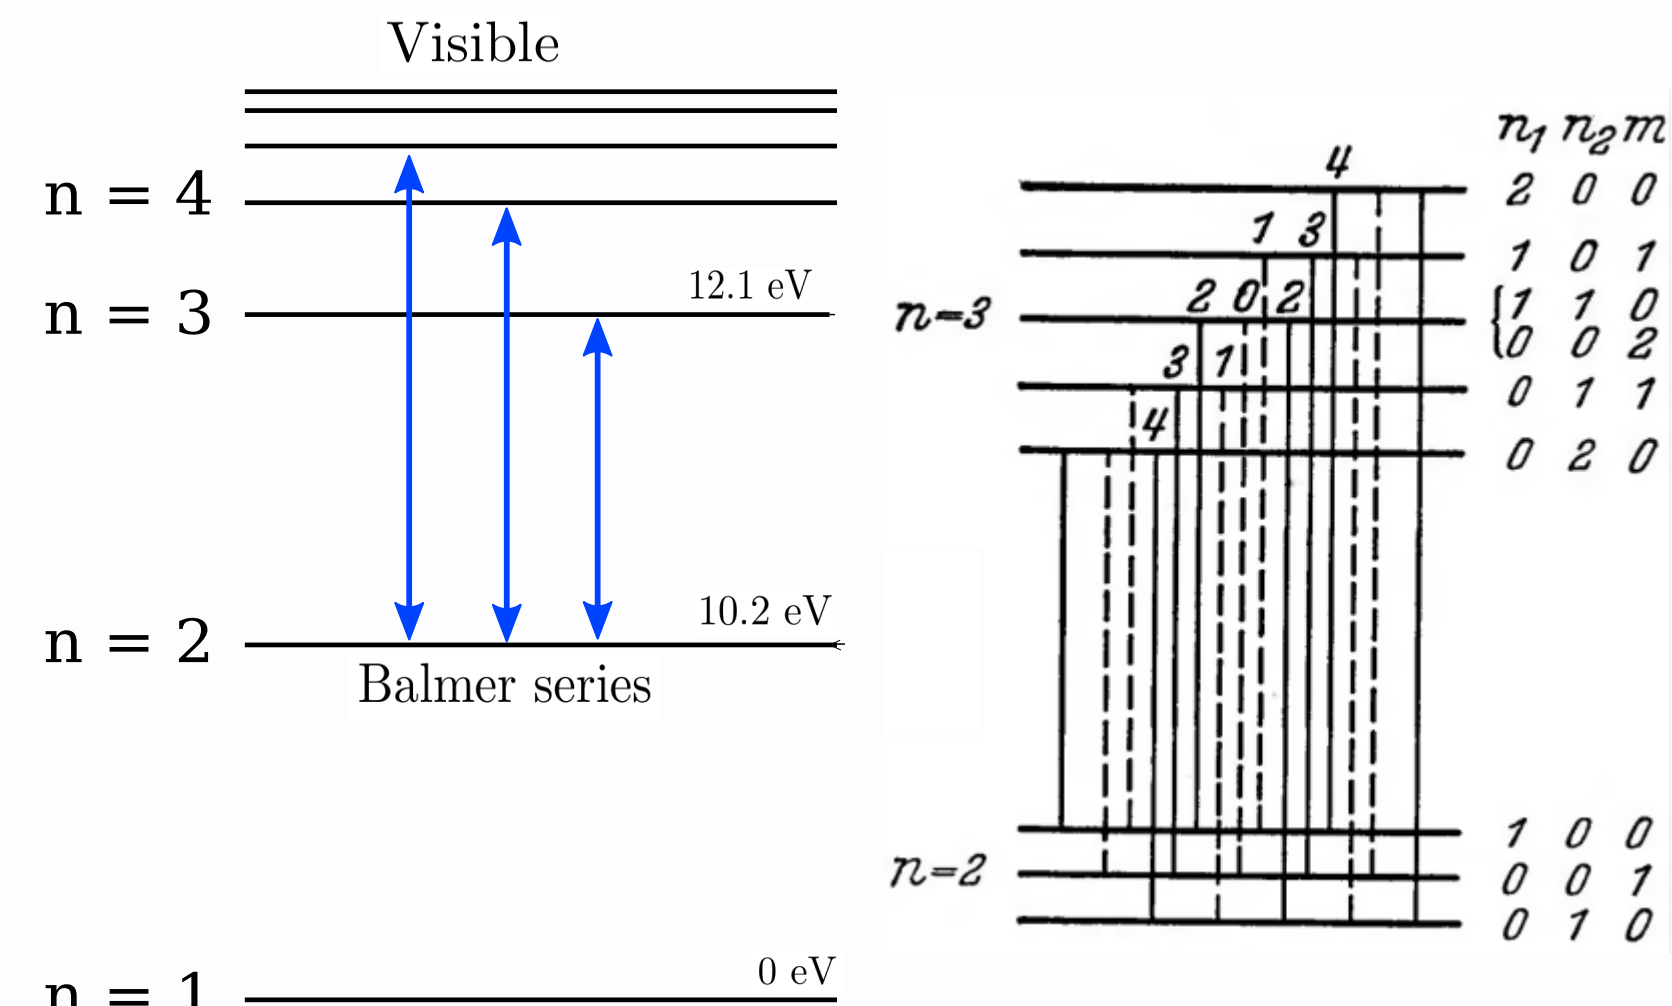 Visible
n = 4
12.1 eV
n = 3
10.2 eV
n = 2
Balmer series
0 eV
n = 1
n₁ n₂ m
4
2 0 0
1 3
1 0 1
2 0 2
n=3
1 1 0
0 0 2
3 1
0 1 1
4
0 2 0
1 0 0
n=2
0 0 1
0 1 0